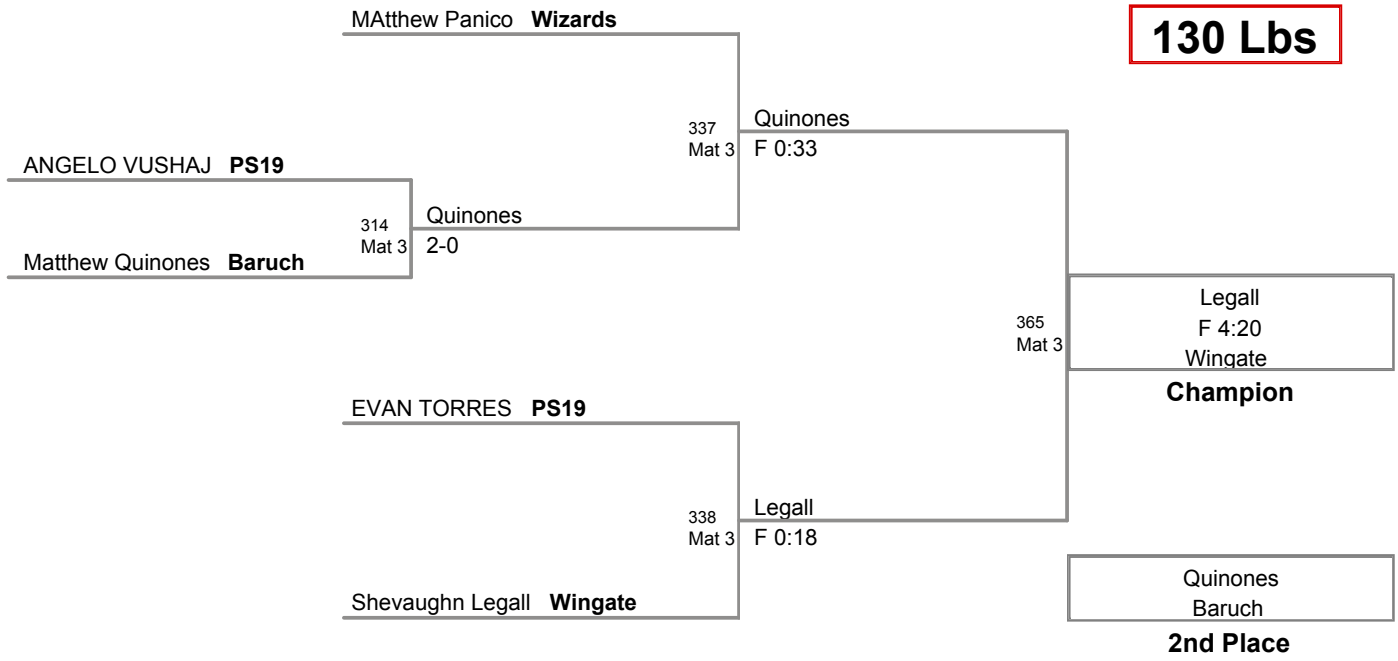 MAtthew Panico Wizards
130 Lbs
337
Mat 3
Quinones
F 0:33
ANGELO VUSHAJ PS19
314
Mat 3
Quinones
2-0
Matthew Quinones Baruch
365
Mat 3
Legall
F 4:20
Wingate
Champion
EVAN TORRES PS19
338
Mat 3
Legall
F 0:18
Shevaughn Legall Wingate
Quinones
Baruch
2nd Place